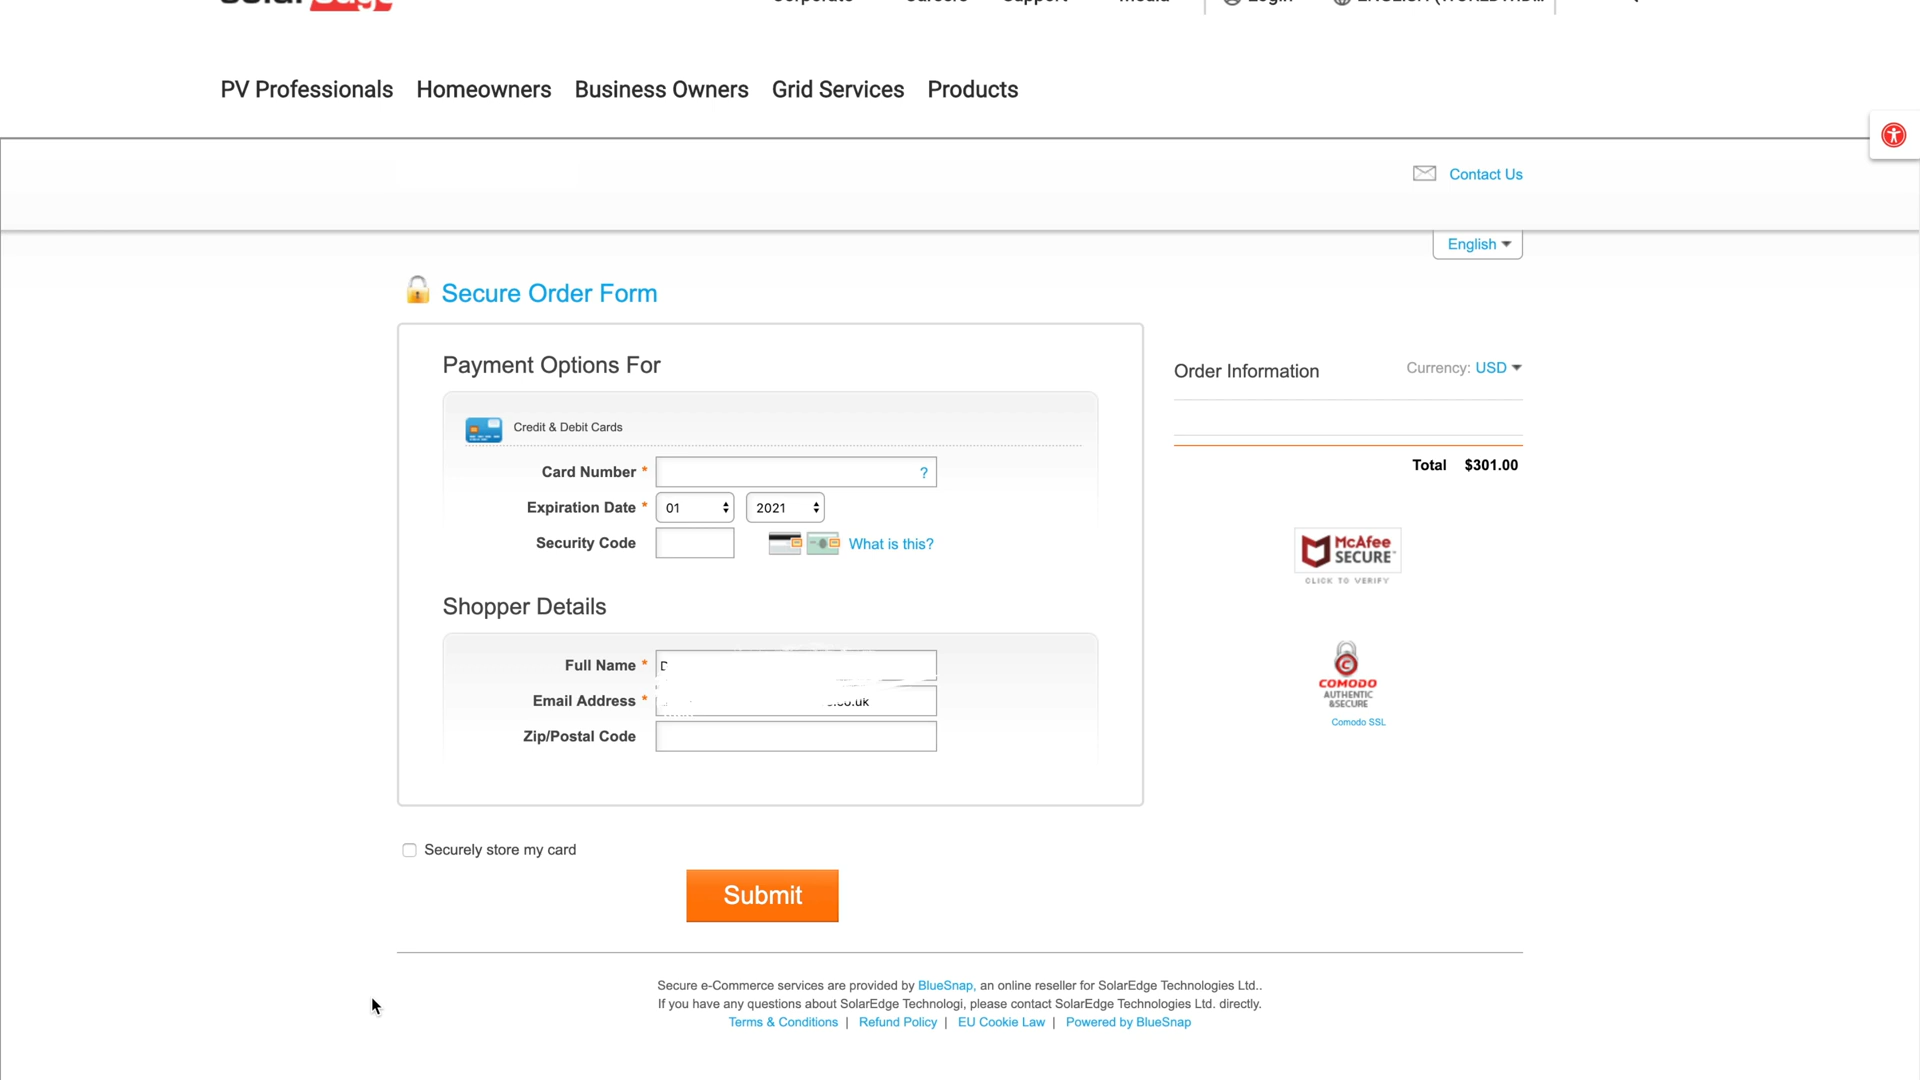 PV Professionals Homeowners Business Owners Grid Services Products
Contact Us
English
Secure Order Form
Payment Options For
Order Information
Currency: USD
Credit & Debit Cards
Card Number *
?
Expiration Date * 01 2021
Security Code
What is this?
Total $301.00
McAfee
SECURE
CLICK TO VERIFY
Shopper Details
Full Name *
Email Address *
Zip/Postal Code
COMODO
AUTHENTIC
&SECURE
Comodo SSL
Securely store my card
Submit
Secure e-Commerce services are provided by BlueSnap, an online reseller for SolarEdge Technologies Ltd..
If you have any questions about SolarEdge Technologi, please contact SolarEdge Technologies Ltd. directly.
Terms & Conditions | Refund Policy | EU Cookie Law | Powered by BlueSnap